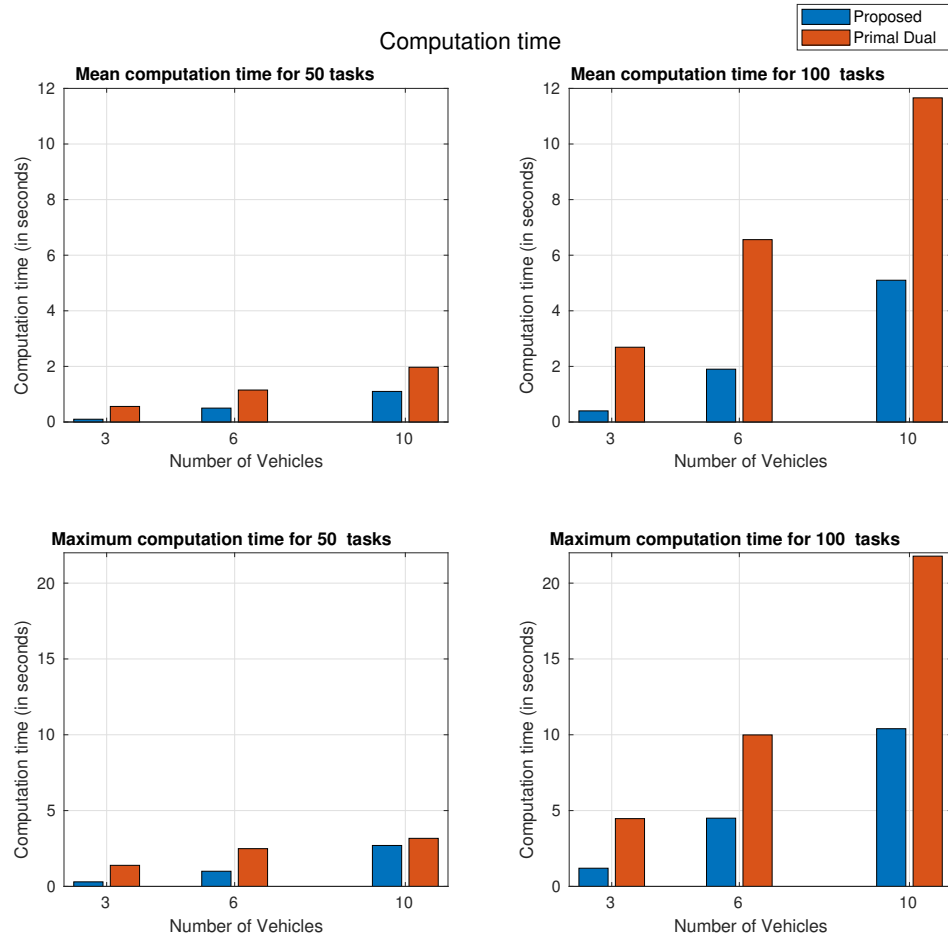 Computation time
Proposed
Primal Dual
Mean computation time for 50 tasks
12
10
8
6
4
2
0
Computation time (in seconds)
3
6
10
Number of Vehicles
Mean computation time for 100 tasks
12
10
8
6
4
2
0
Computation time (in seconds)
3
6
10
Number of Vehicles
Maximum computation time for 50 tasks
20
15
10
5
0
Computation time (in seconds)
3
6
10
Number of Vehicles
Maximum computation time for 100 tasks
20
15
10
5
0
Computation time (in seconds)
3
6
10
Number of Vehicles